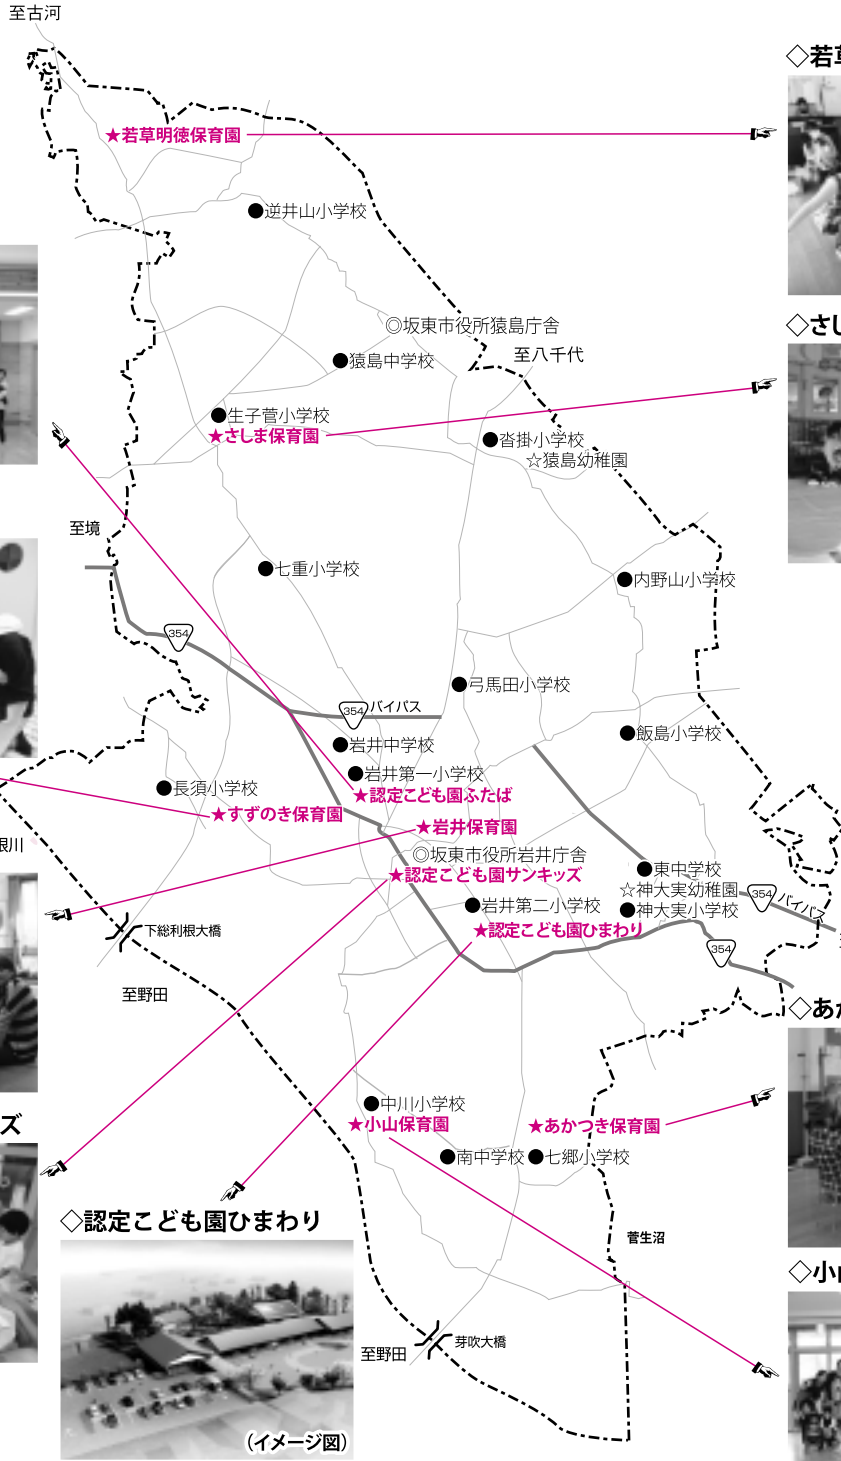 至古河
◇若
★若草明徳保育園
●逆井山小学校
◎坂東市役所猿島庁舎
◇さし
至八千代
●猿島中学校
●生子菅小学校
★さしま保育園
●沓掛小学校
☆猿島幼稚園
至境
●七重小学校
●内野山小学校
354
●弓馬田小学校
354
バイパス
●飯島小学校
●岩井中学校
●岩井第一小学校
●長須小学校
★認定こども園ふたば
★すずのき保育園
★岩井保育園
根川
◎坂東市役所岩井庁舎
●東中学校
★認定こども園サンキッズ
☆神大実幼稚園
354
バイパス
●岩井第二小学校
●神大実小学校
★認定こども園ひまわり
下総利根大橋
354
至野田
◇あか
●中川小学校
★小山保育園
★あかつき保育園
ズ
●南中学校
●七郷小学校
◇認定こども園ひまわり
菅生沼
◇小山
芽吹大橋
至野田
(イメージ図)